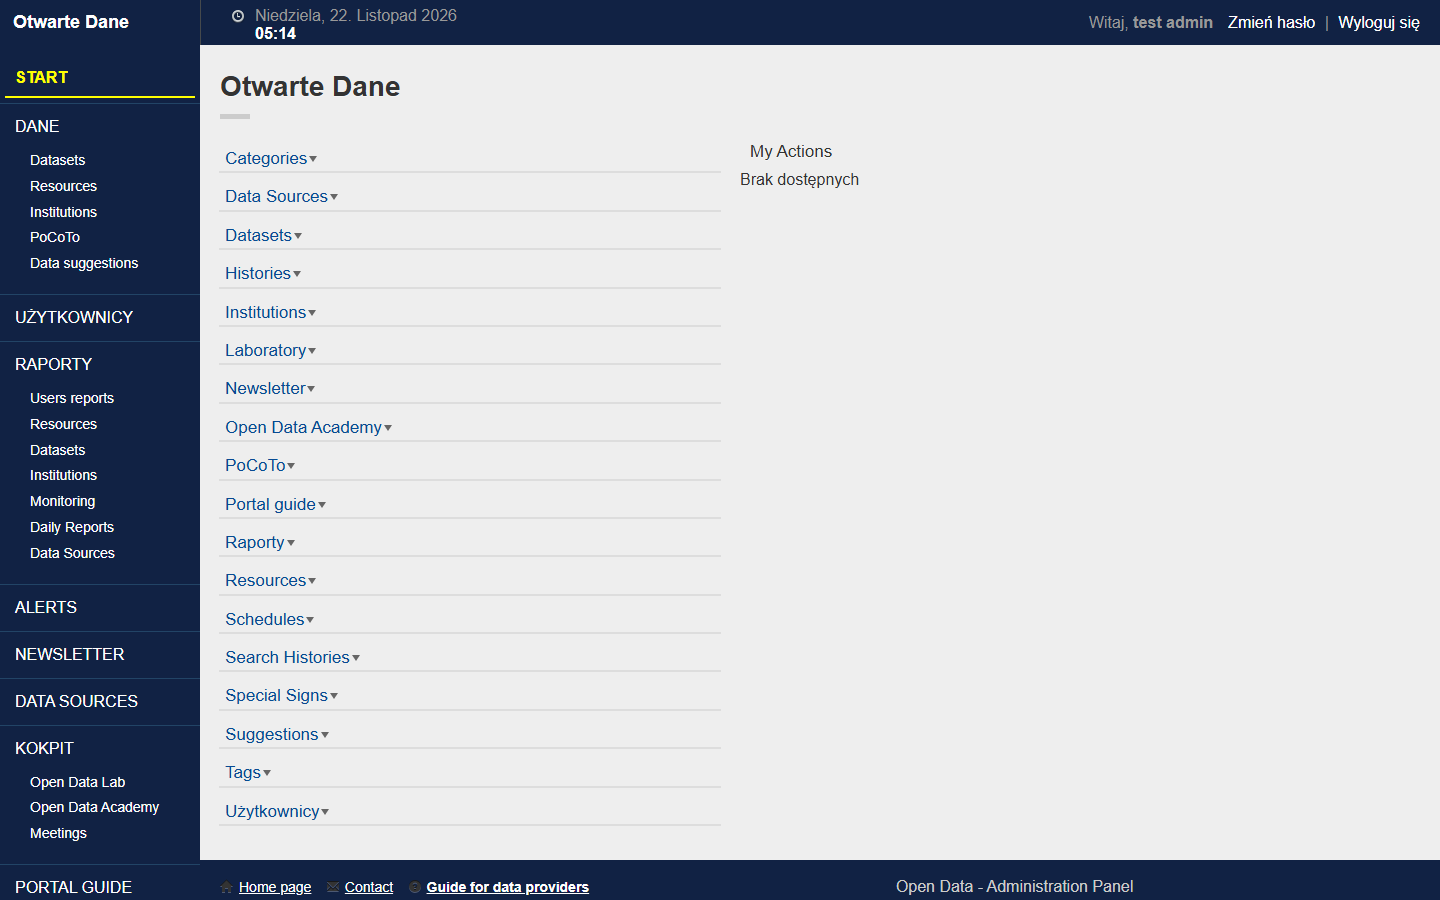 Otwarte Dane
Niedziela, 22. Listopad 2026
05:14
Witaj, test admin Zmień hasło | Wyloguj się
START
DANE
Datasets
Resources
Institutions
PoCoTo
Data suggestions
UŻYTKOWNICY
RAPORTY
Users reports
Resources
Datasets
Institutions
Monitoring
Daily Reports
Data Sources
ALERTS
NEWSLETTER
DATA SOURCES
KOKPIT
Open Data Lab
Open Data Academy
Meetings
PORTAL GUIDE
Otwarte Dane
Categories
Data Sources
Datasets
Histories
Institutions
Laboratory
Newsletter
Open Data Academy
PoCoTo
Portal guide
Raporty
Resources
Schedules
Search Histories
Special Signs
Suggestions
Tags
Użytkownicy
My Actions
Brak dostępnych
Home page Contact Guide for data providers
Open Data - Administration Panel